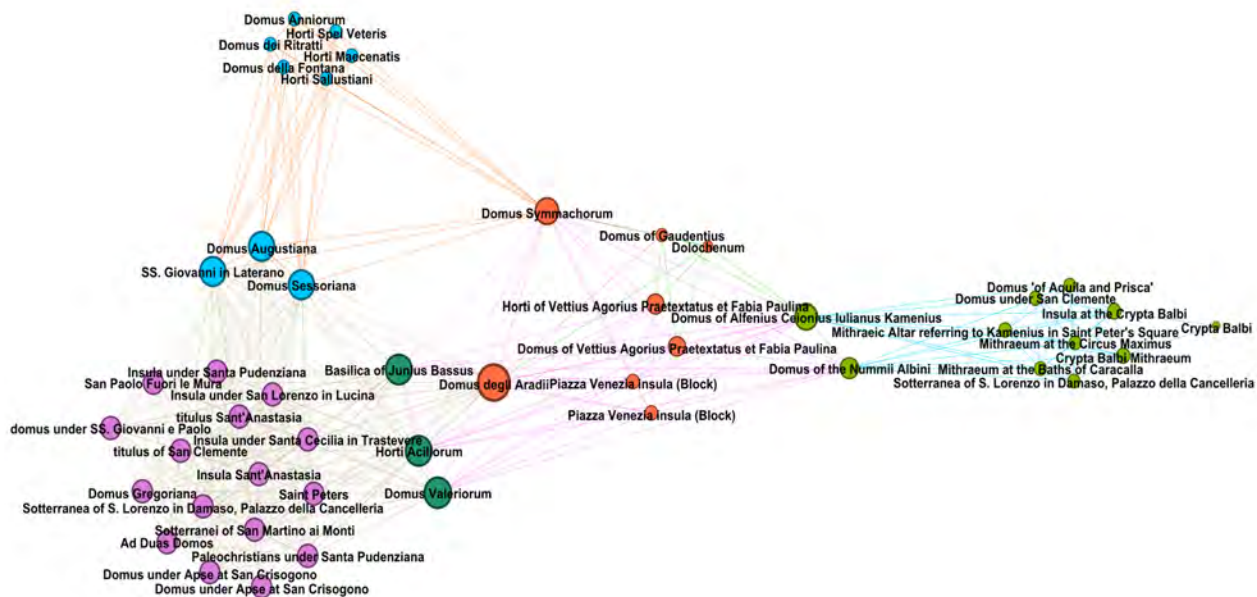 Domus Anniorum
Horti Spei Veteris
Domus dei Ritratti
Horti Maecenatis
Domus della Fontana
Horti Sallustiani
Domus Symmachorum
Domus of Gaudentius
Dolochenum
Domus Augustiana
SS. Giovanni in Laterano
Domus Sessoriana
Domus 'of Aquila and Prisca'
Domus under San Clemente
Horti of Vettius Agorius Praetextatus et Fabia Paulina
Domus of Alfenius Ceionius Iulianus Kamenius
Insula at the Crypta Balbi
Mithraeic Altar referring to Kamenius in Saint Peter's Square
Crypta Balbi
Mithraeum at the Circus Maximus
Domus of Vettius Agorius Praetextatus et Fabia Paulina
Crypta Balbi Mithraeum
Domus of the Nummii Albini
Mithraeum at the Baths of Caracalla
Sotterranea of S. Lorenzo in Damaso, Palazzo della Cancelleria
Insula under Santa Pudenziana
Basilica of Junius Bassus
San Paolo Fuori le Mura
Domus degli Aradii
Piazza Venezia Insula (Block)
Insula under San Lorenzo in Lucina
titulus Sant'Anastasia
Piazza Venezia Insula (Block)
domus under SS. Giovanni e Paolo
Insula under Santa Cecilia in Trastevere
titulus of San Clemente
Horti Acillorum
Insula Sant'Anastasia
Domus Gregoriana
Saint Peters
Domus Valeriorum
Sotterranea of S. Lorenzo in Damaso, Palazzo della Cancelleria
Sotterranei of San Martino ai Monti
Ad Duas Domos
Paleochristians under Santa Pudenziana
Domus under Apse at San Crisogono
Domus under Apse at San Crisogono